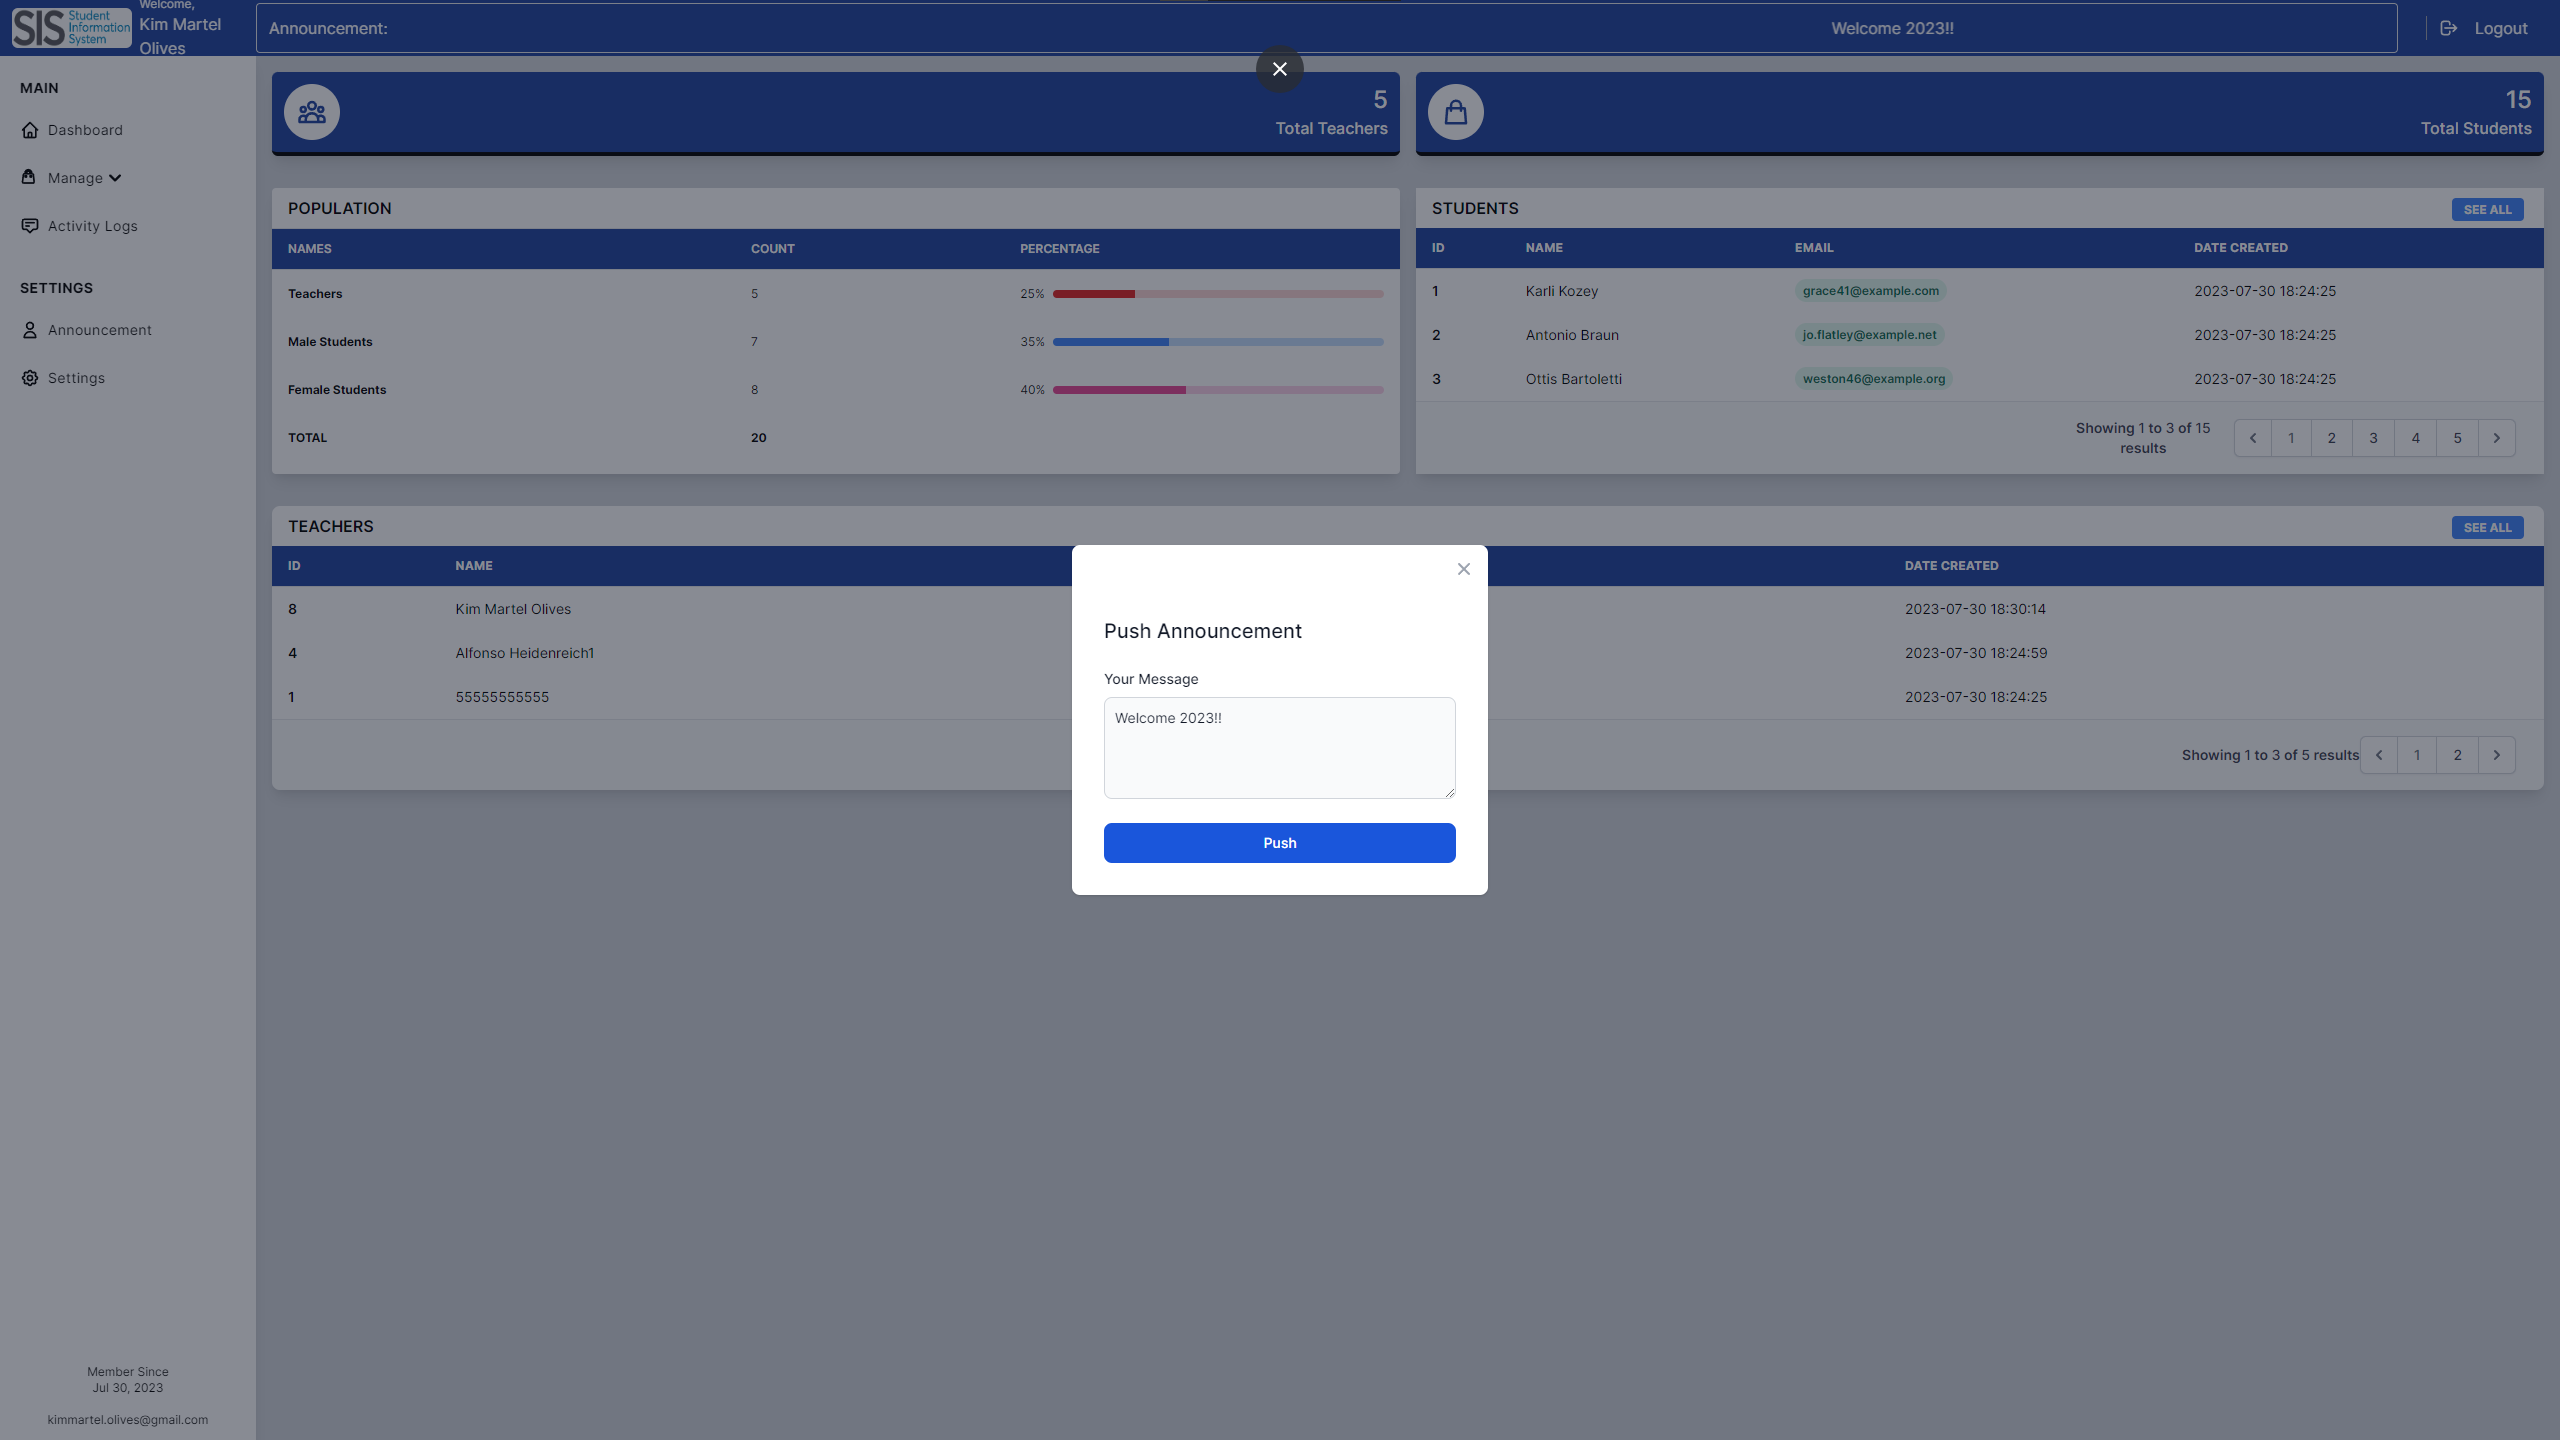 SIS Student
Information
System
Welcome,
Kim Martel
Olives
Announcement:
Welcome 2023!!
Logout
MAIN
Dashboard
Manage
Activity Logs
SETTINGS
Announcement
Settings
5
Total Teachers
15
Total Students
POPULATION
NAMES COUNT PERCENTAGE
Teachers 5 25%
Male Students 7 35%
Female Students 8 40%
TOTAL 20
STUDENTS SEE ALL
ID NAME EMAIL DATE CREATED
1 Karli Kozey grace41@example.com 2023-07-30 18:24:25
2 Antonio Braun jo.flatley@example.net 2023-07-30 18:24:25
3 Ottis Bartoletti weston46@example.org 2023-07-30 18:24:25
Showing 1 to 3 of 15
results
1 2 3 4 5
TEACHERS SEE ALL
ID NAME DATE CREATED
8 Kim Martel Olives 2023-07-30 18:30:14
4 Alfonso Heidenreich1 2023-07-30 18:24:59
1 55555555555 2023-07-30 18:24:25
Showing 1 to 3 of 5 results 1 2
Push Announcement
Your Message
Welcome 2023!!
Push
Member Since
Jul 30, 2023
kimmartel.olives@gmail.com